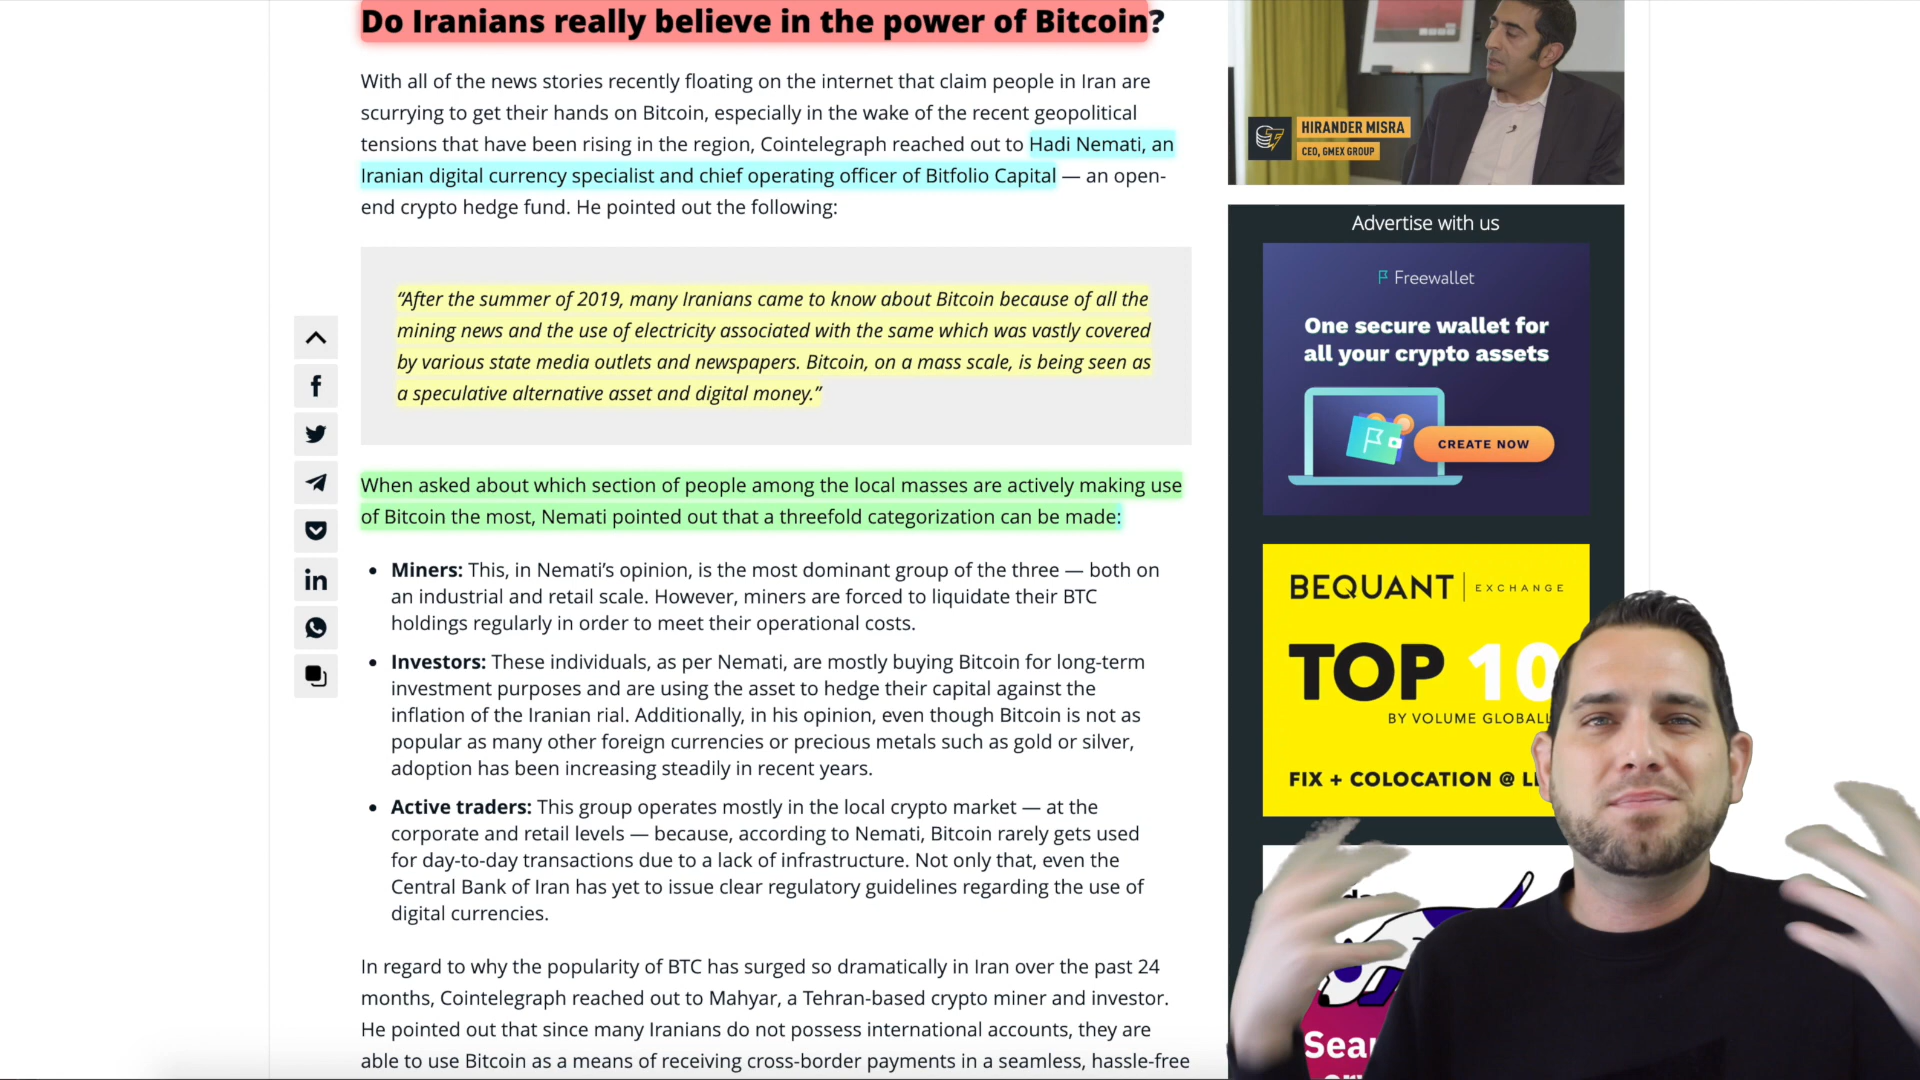 Do Iranians really believe in the power of Bitcoin?
With all of the news stories recently floating on the internet that claim people in Iran are
scurrying to get their hands on Bitcoin, especially in the wake of the recent geopolitical
tensions that have been rising in the region, Cointelegraph reached out to Hadi Nemati, an
Iranian digital currency specialist and chief operating officer of Bitfolio Capital — an open-
end crypto hedge fund. He pointed out the following:
“After the summer of 2019, many Iranians came to know about Bitcoin because of all the
mining news and the use of electricity associated with the same which was vastly covered
by various state media outlets and newspapers. Bitcoin, on a mass scale, is being seen as
a speculative alternative asset and digital money.”
When asked about which section of people among the local masses are actively making use
of Bitcoin the most, Nemati pointed out that a threefold categorization can be made:
• Miners: This, in Nemati’s opinion, is the most dominant group of the three — both on
an industrial and retail scale. However, miners are forced to liquidate their BTC
holdings regularly in order to meet their operational costs.
• Investors: These individuals, as per Nemati, are mostly buying Bitcoin for long-term
investment purposes and are using the asset to hedge their capital against the
inflation of the Iranian rial. Additionally, in his opinion, even though Bitcoin is not as
popular as many other foreign currencies or precious metals such as gold or silver,
adoption has been increasing steadily in recent years.
• Active traders: This group operates mostly in the local crypto market — at the
corporate and retail levels — because, according to Nemati, Bitcoin rarely gets used
for day-to-day transactions due to a lack of infrastructure. Not only that, even the
Central Bank of Iran has yet to issue clear regulatory guidelines regarding the use of
digital currencies.
In regard to why the popularity of BTC has surged so dramatically in Iran over the past 24
months, Cointelegraph reached out to Mahyar, a Tehran-based crypto miner and investor.
He pointed out that since many Iranians do not possess international accounts, they are
able to use Bitcoin as a means of receiving cross-border payments in a seamless, hassle-free
HIRANDER MISRA
CEO, GMEX GROUP
Advertise with us
Freewallet
One secure wallet for
all your crypto assets
CREATE NOW
BEQUANT EXCHANGE
TOP 10
BY VOLUME GLOBALL
FIX + COLOCATION @ L